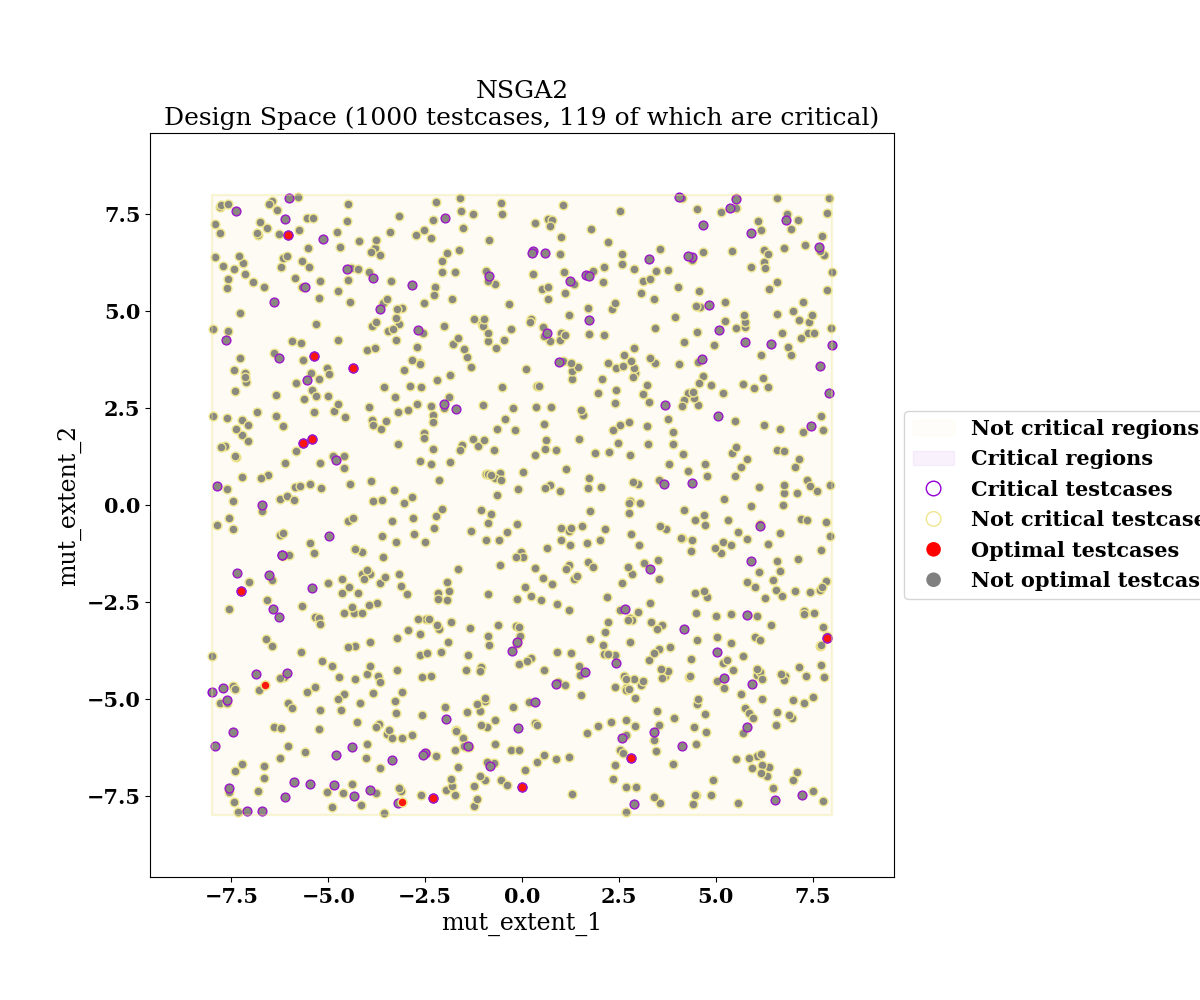 NSGA2
Design Space (1000 testcases, 119 of which are critical)
7.5
5.0
2.5
0.0
−2.5
−5.0
−7.5
mut_extent_2
−7.5
−5.0
−2.5
0.0
2.5
5.0
7.5
mut_extent_1
Not critical regions
Critical regions
Critical testcases
Not critical testcase
Optimal testcases
Not optimal testcas